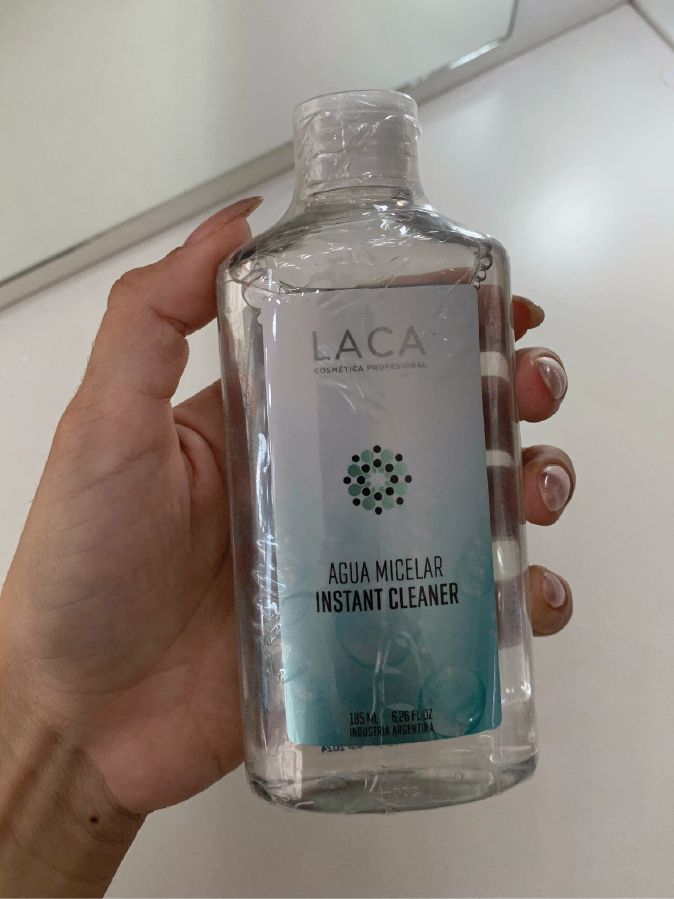 LACA
COSMÉTICA PROFESIONAL
AGUA MICELAR
INSTANT CLEANER
185 ML 6,26 FL OZ
INDUSTRIA ARGENTINA